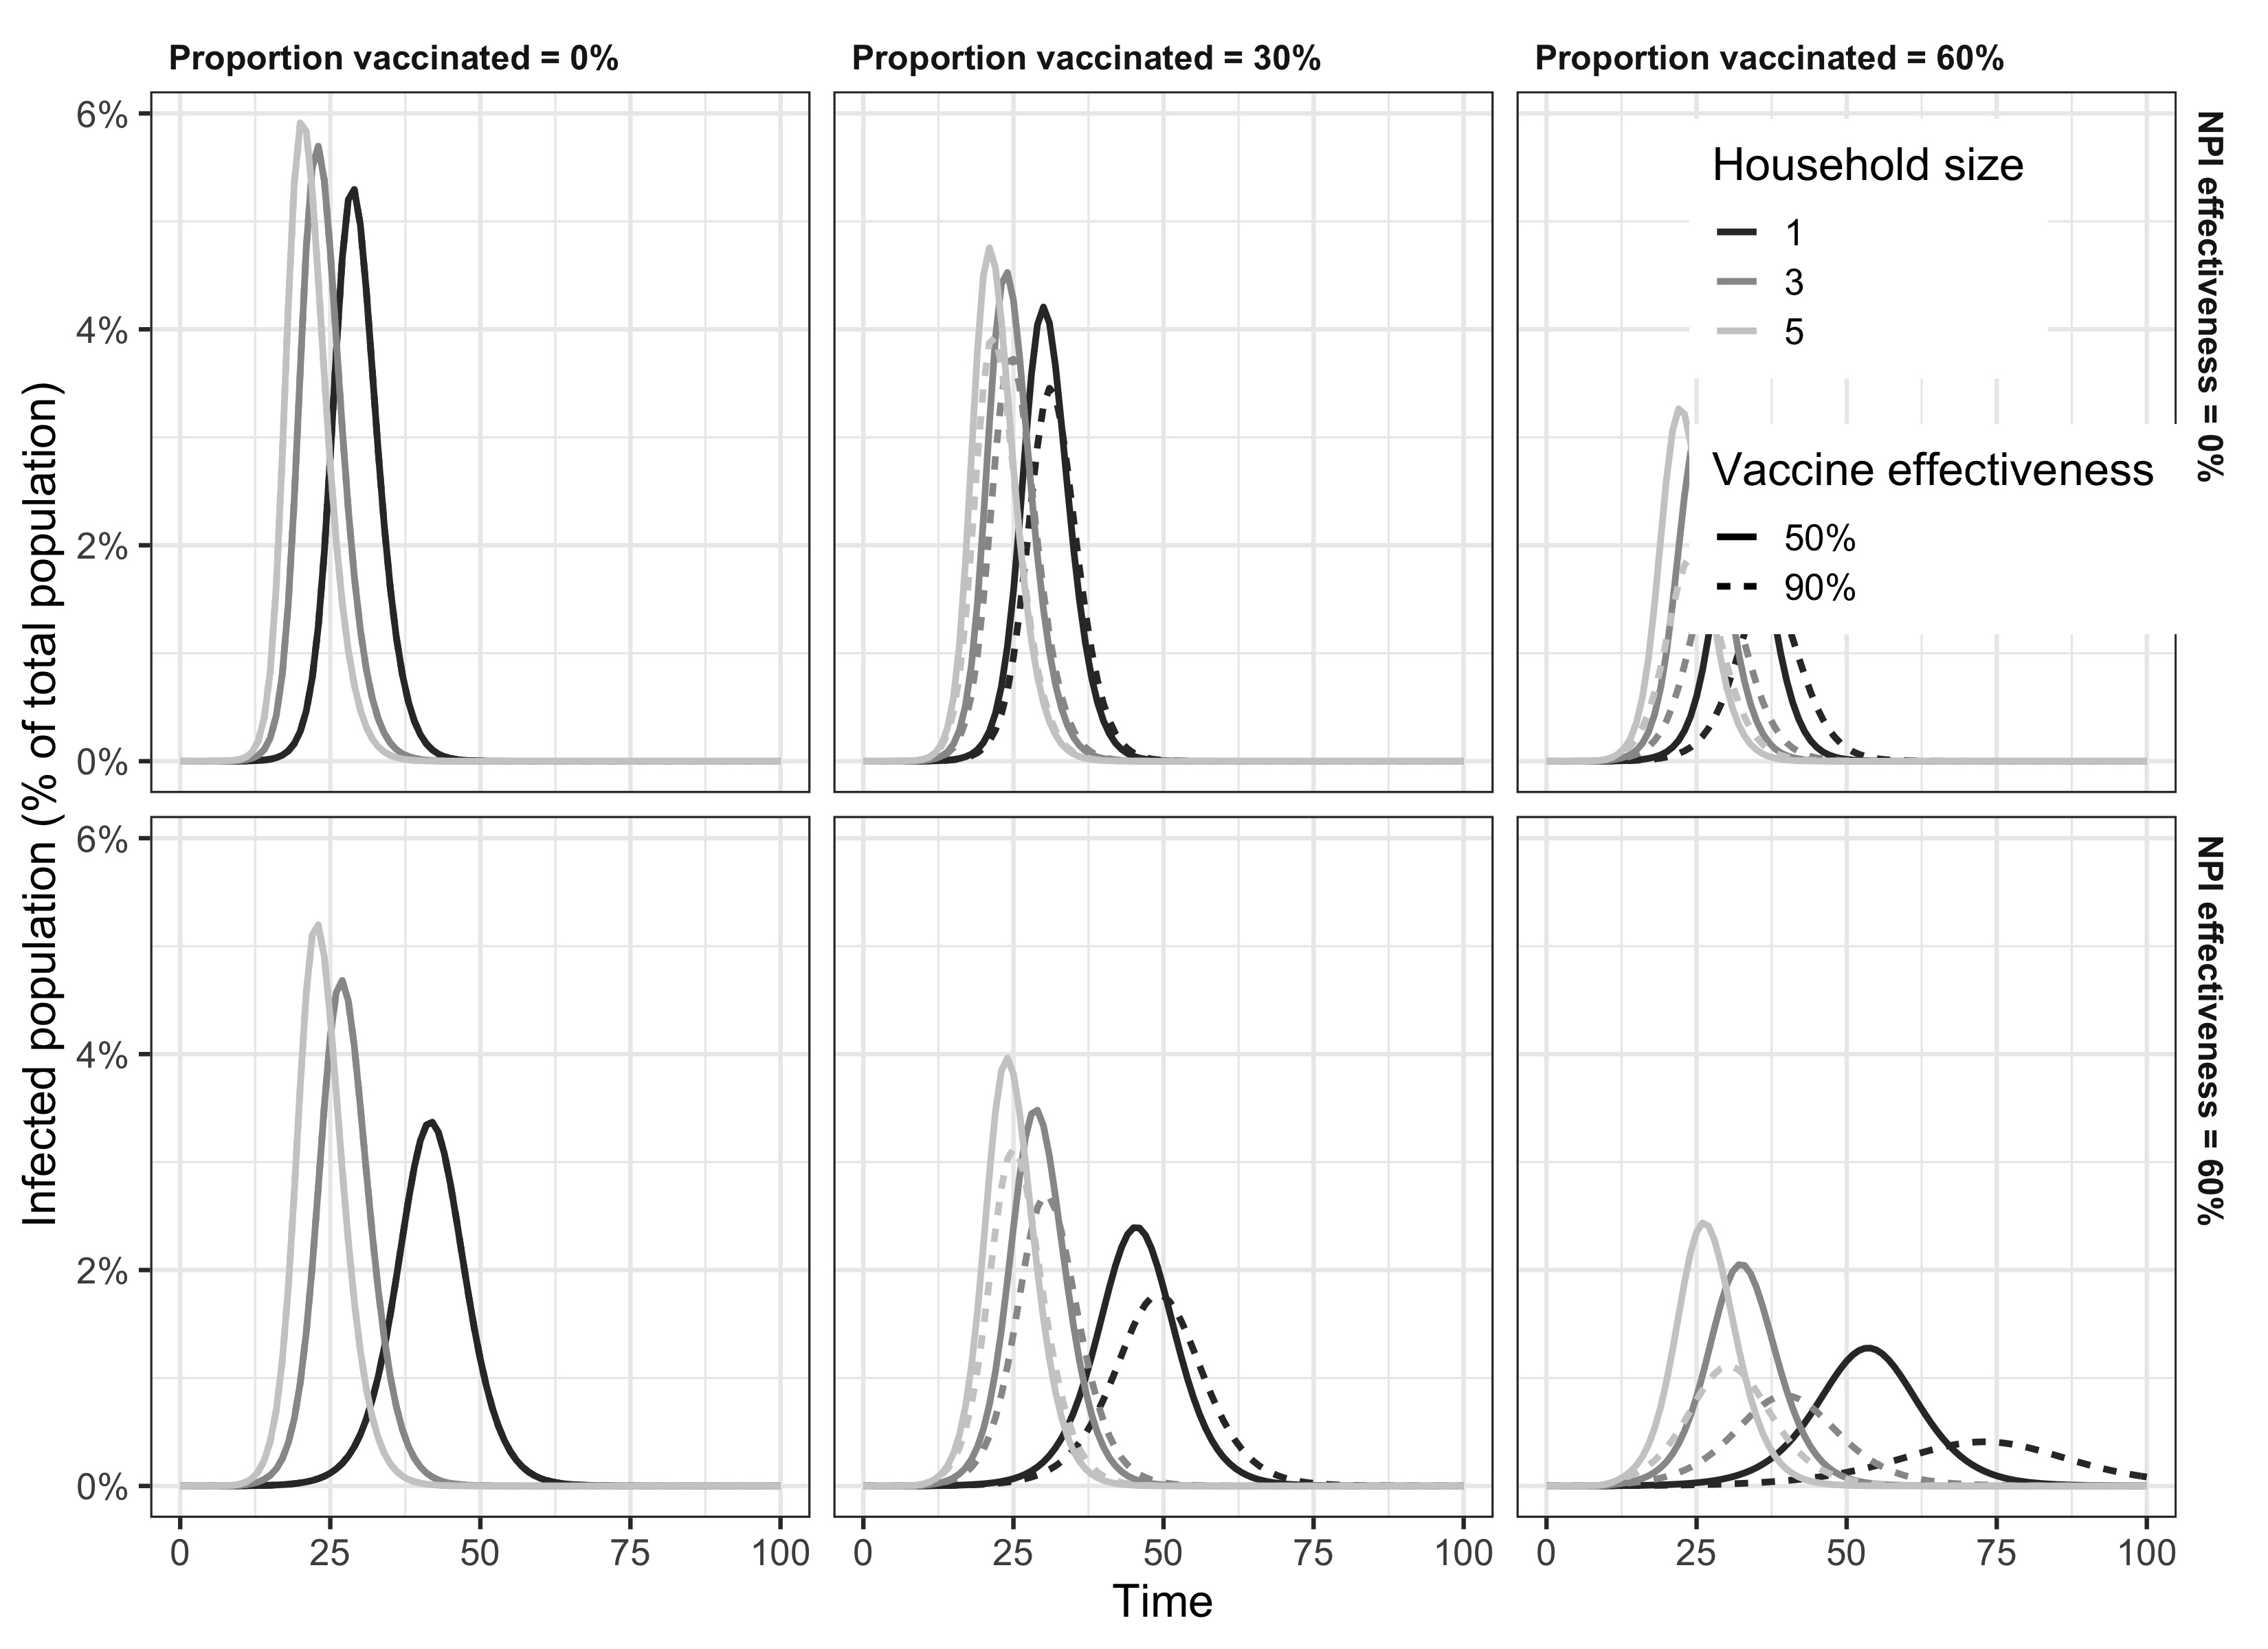 Proportion vaccinated = 0%
Proportion vaccinated = 30%
Proportion vaccinated = 60%
Infected population (% of total population)
6%
4%
2%
0%
NPI effectiveness = 0%
Household size
1
3
5
Vaccine effectiveness
50%
90%
6%
4%
2%
0%
NPI effectiveness = 60%
0 25 50 75 100
0 25 50 75 100
0 25 50 75 100
Time